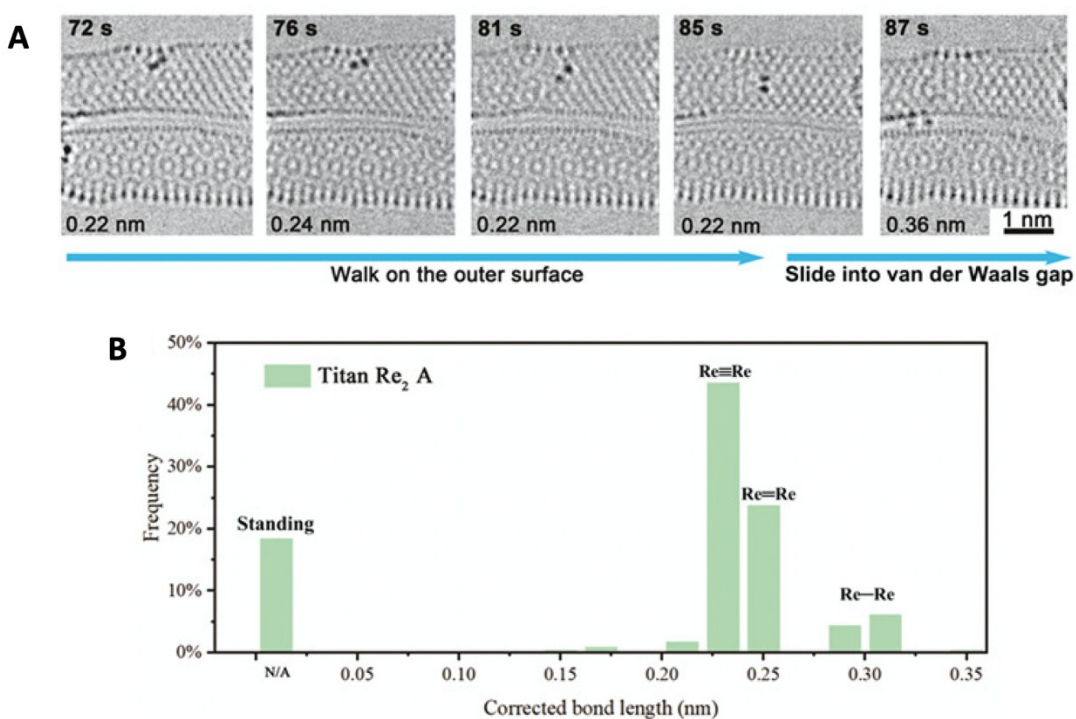 A
72 s 76 s 81 s 85 s 87 s
0.22 nm 0.24 nm 0.22 nm 0.22 nm 0.36 nm 1 nm
Walk on the outer surface Slide into van der Waals gap
B
50%
40%
30%
20%
10%
0%
Frequency
Titan Re₂ A
Standing
Re≡Re
Re=Re
Re—Re
N/A 0.05 0.10 0.15 0.20 0.25 0.30 0.35
Corrected bond length (nm)